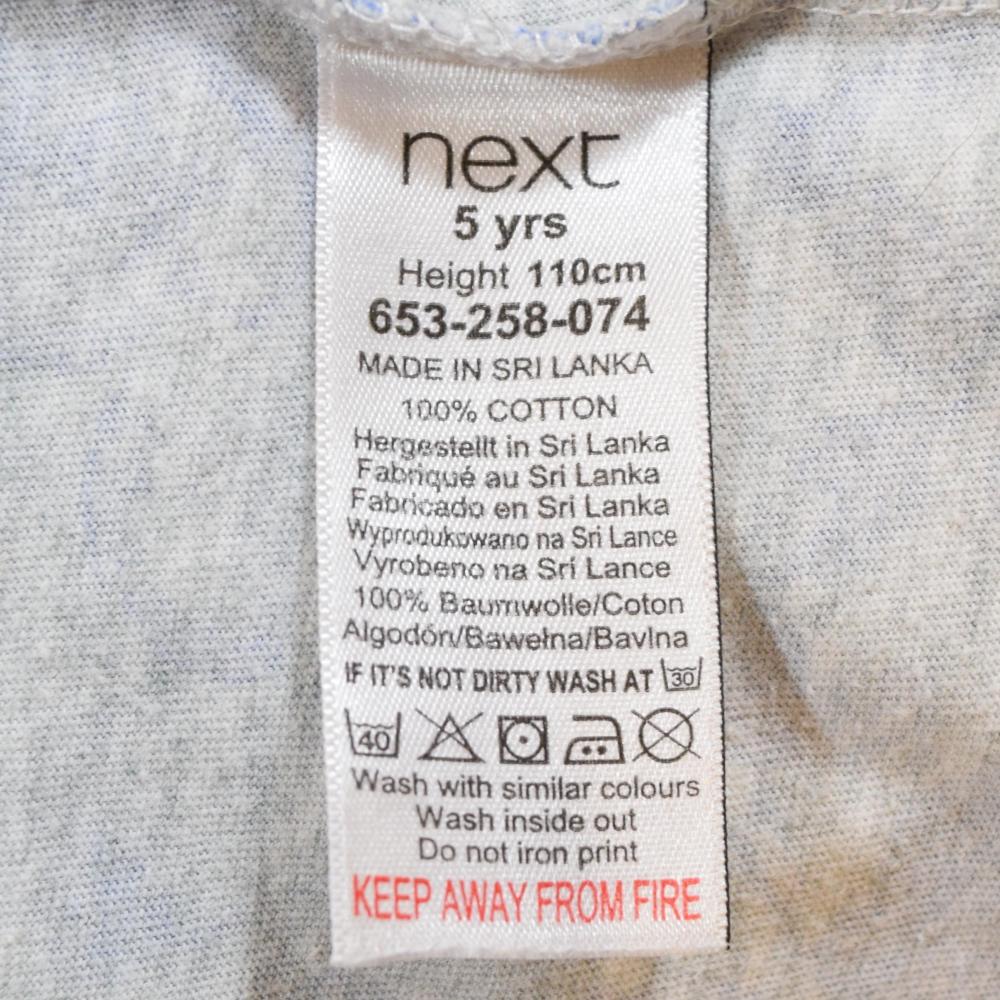 next
5 yrs
Height 110cm
653-258-074
MADE IN SRI LANKA
100% COTTON
Hergestellt in Sri Lanka
Fabriqué au Sri Lanka
Fabricado en Sri Lanka
Wyprodukowano na Sri Lance
Vyrobeno na Srí Lance
100% Baumwolle/Coton
Algodón/Bawełna/Bavlna
IF IT'S NOT DIRTY WASH AT 30
40
Wash with similar colours
Wash inside out
Do not iron print
KEEP AWAY FROM FIRE